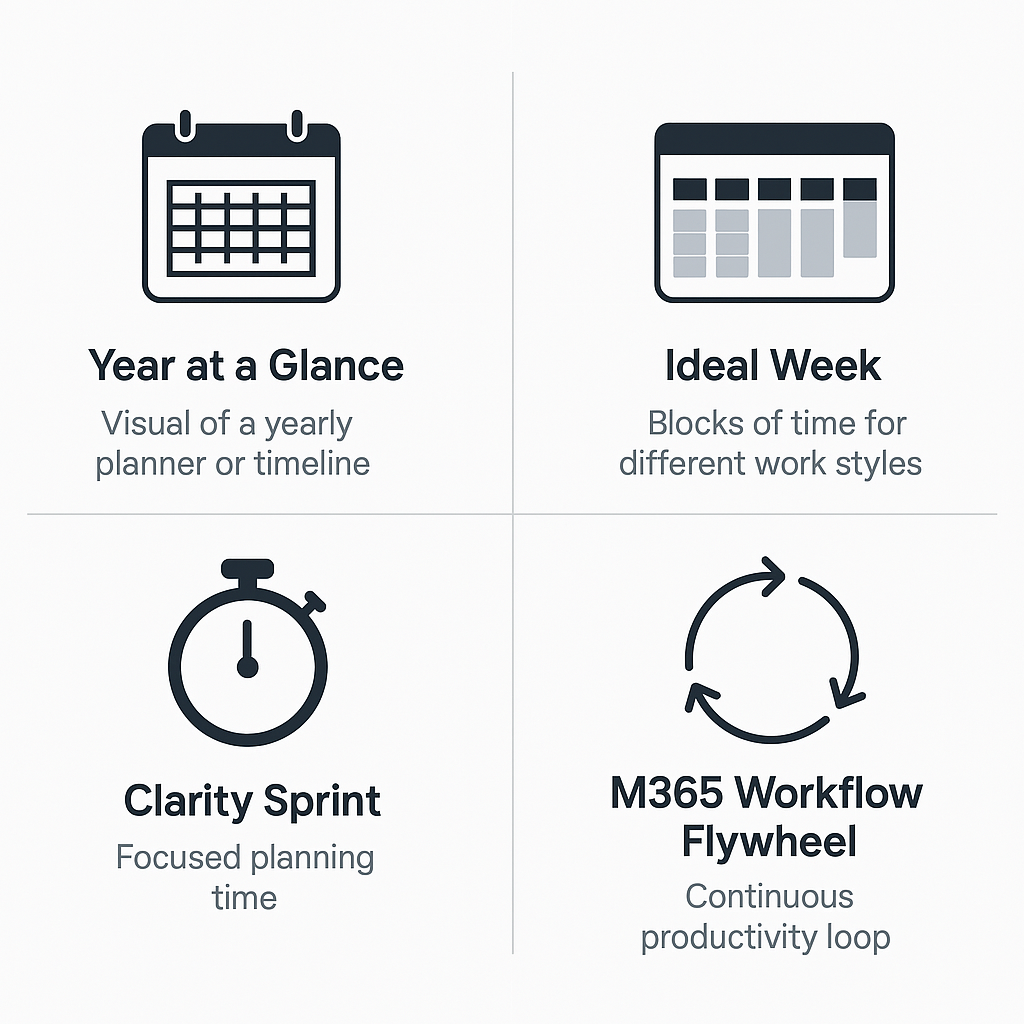 Year at a Glance
Visual of a yearly
planner or timeline
Ideal Week
Blocks of time for
different work styles
Clarity Sprint
Focused planning
time
M365 Workflow
Flywheel
Continuous
productivity loop